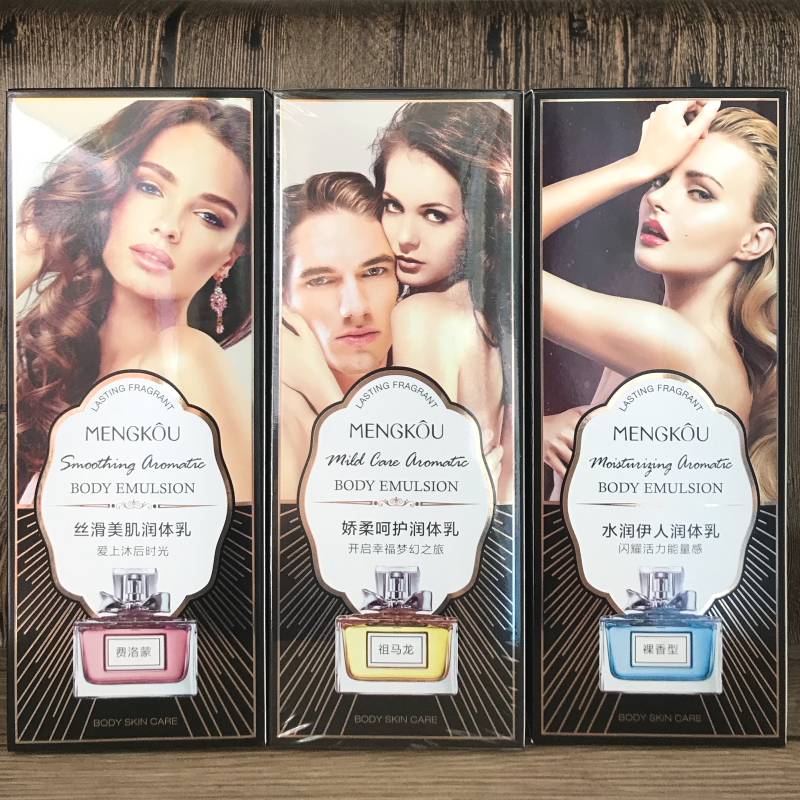 LASTING FRAGRANT
MENGKÔU
Smoothing Aromatic
BODY EMULSION
丝滑美肌润体乳
爱上沐后时光
费洛蒙
BODY SKIN CARE
LASTING FRAGRANT
MENGKÔU
Mild Care Aromatic
BODY EMULSION
娇柔呵护润体乳
开启幸福梦幻之旅
祖马龙
BODY SKIN CARE
LASTING FRAGRANT
MENGKÔU
Moisturizing Aromatic
BODY EMULSION
水润伊人润体乳
闪耀活力能量感
裸香型
BODY SKIN CARE